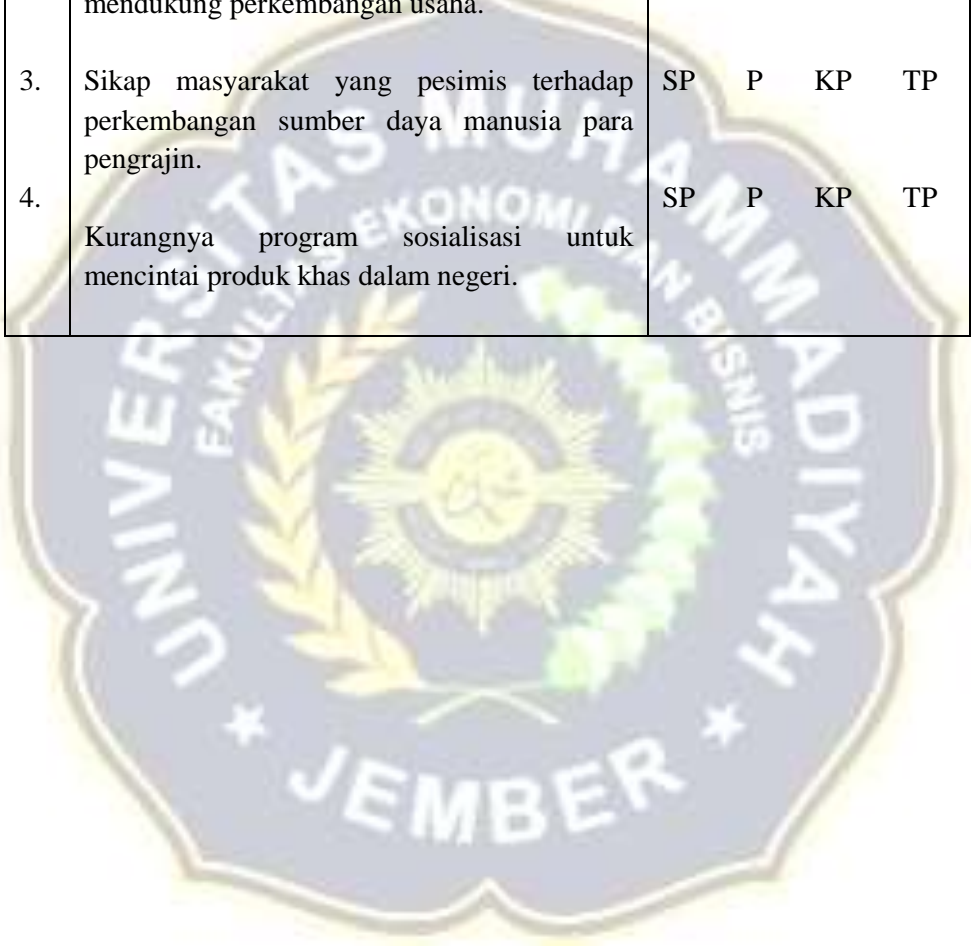 mendukung perkembangan usaha.
3. Sikap masyarakat yang pesimis terhadap SP P KP TP
perkembangan sumber daya manusia para
pengrajin.
4. SP P KP TP
Kurangnya program sosialisasi untuk
mencintai produk khas dalam negeri.
UNIVERSITAS MUHAMMADIYAH
FAKULTAS EKONOMI DAN BISNIS
★ JEMBER ★